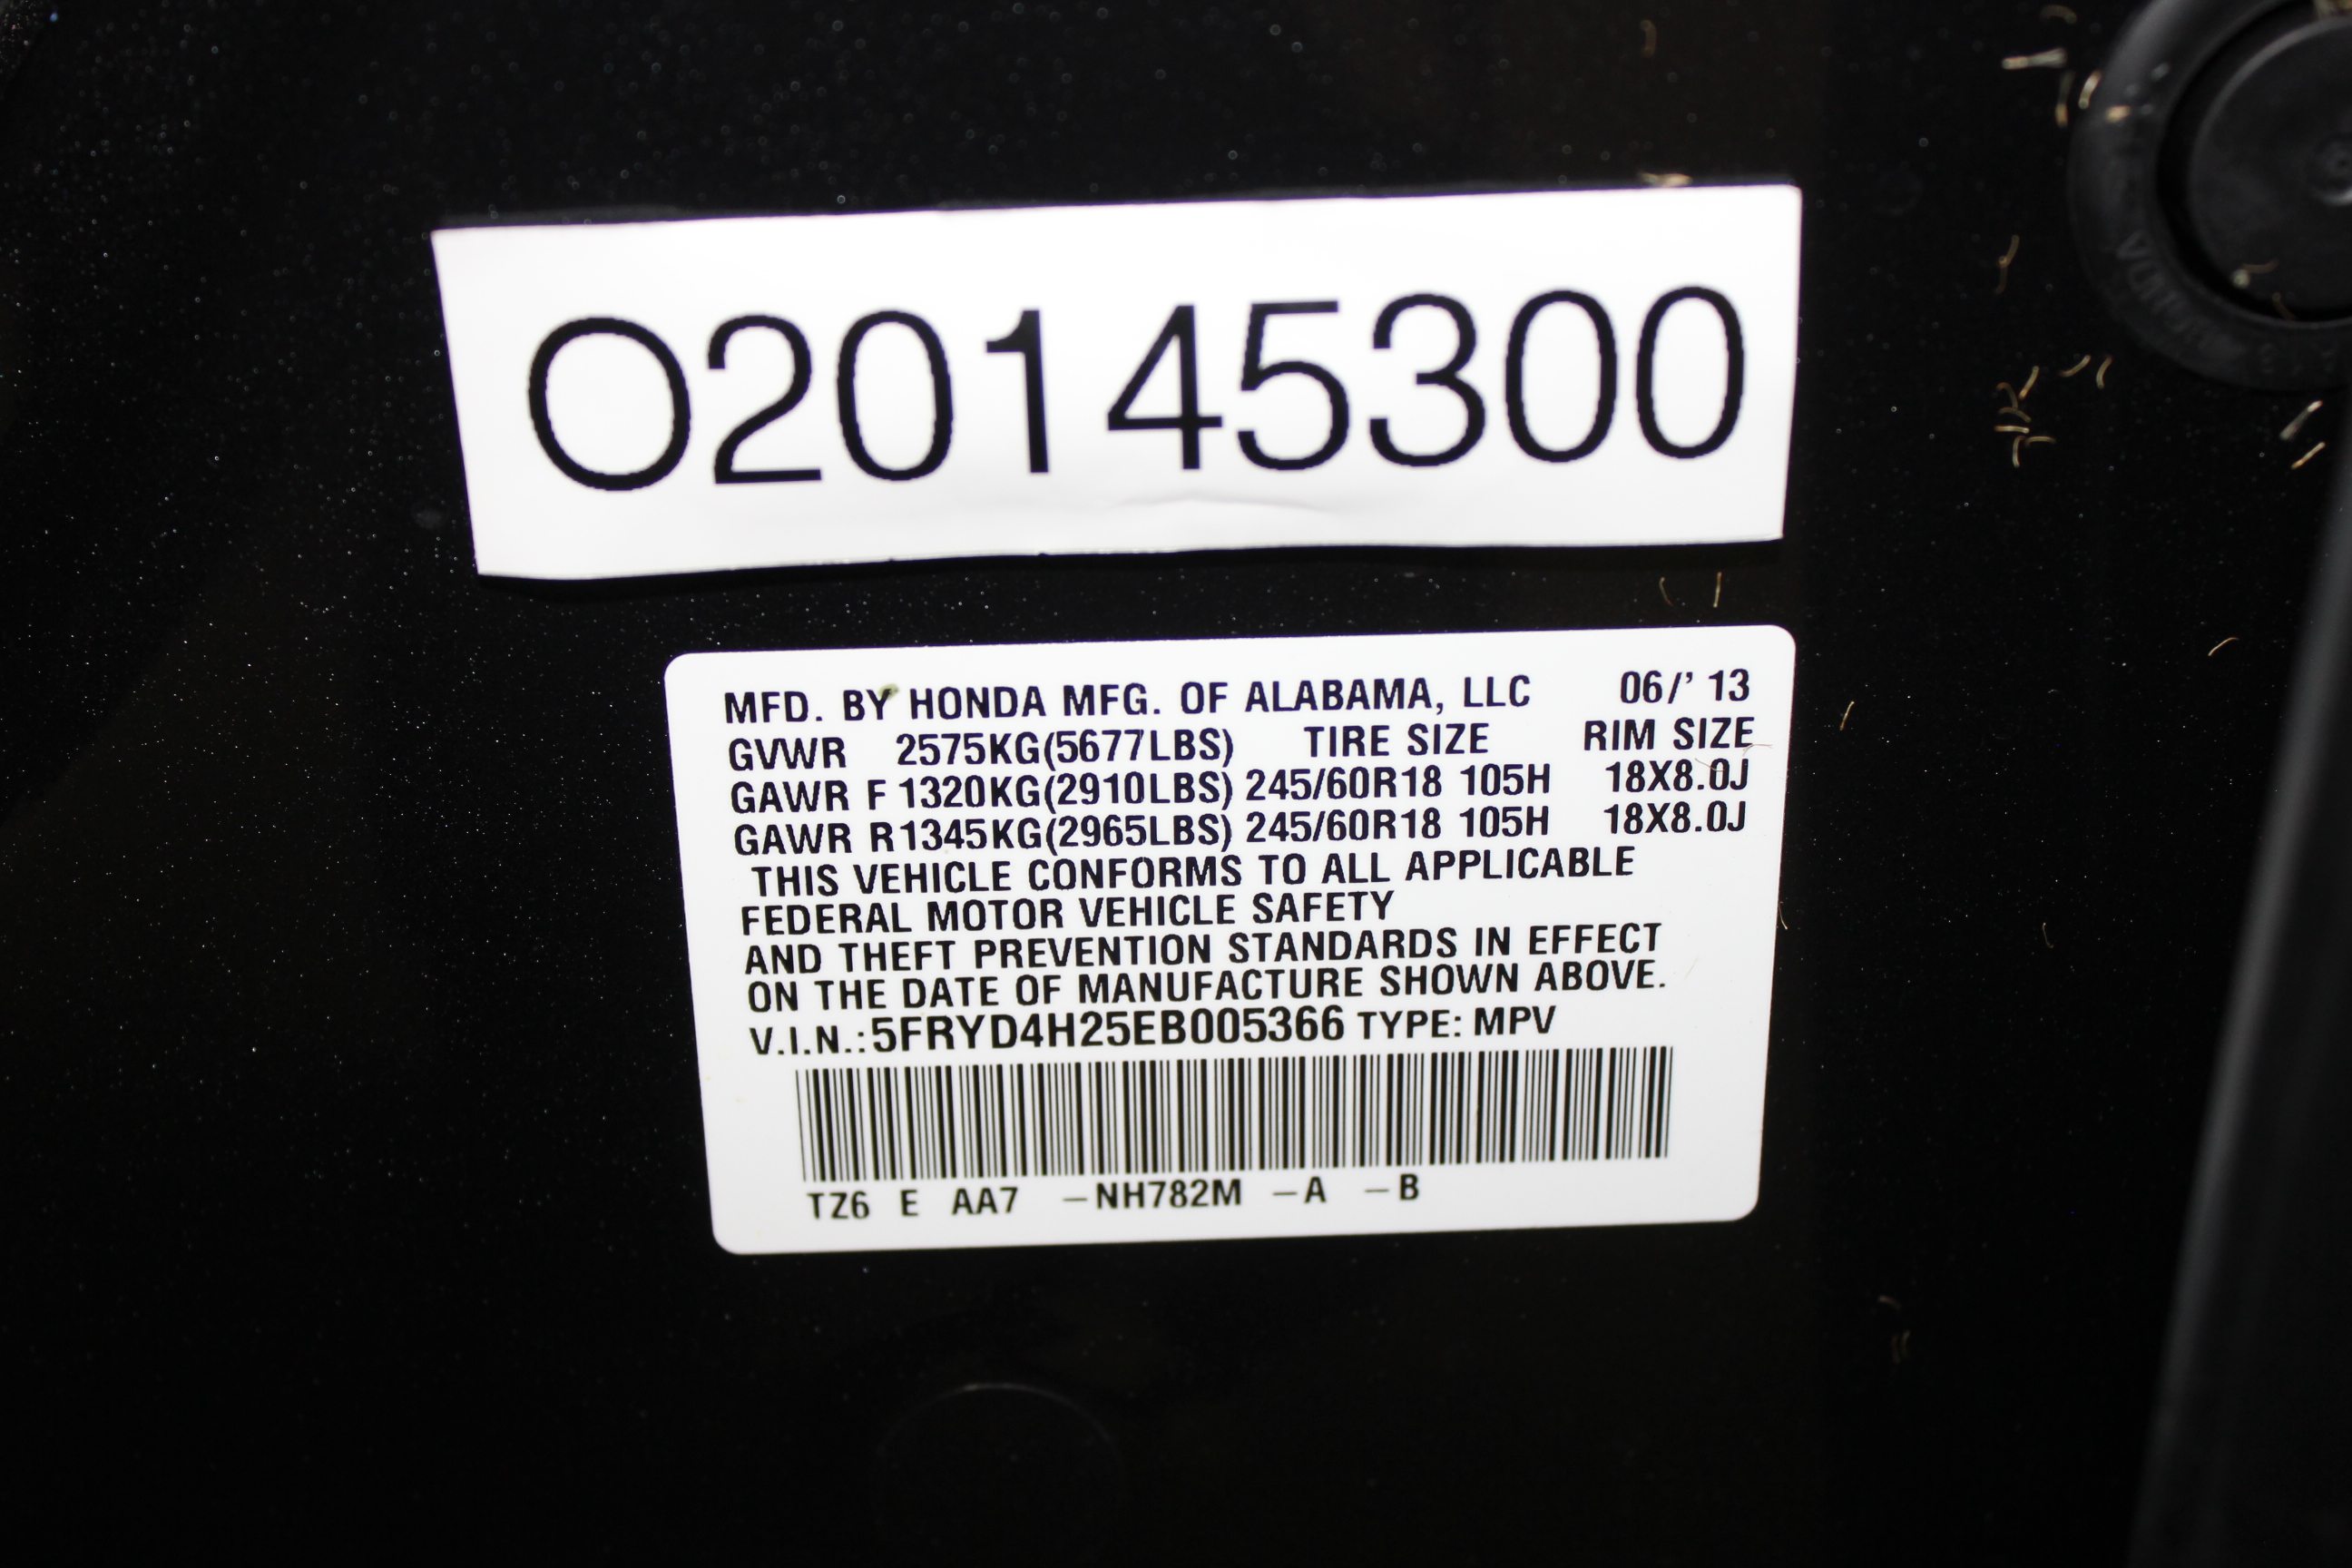 O20145300
MFD. BY HONDA MFG. OF ALABAMA, LLC 06/' 13
GVWR 2575KG(5677LBS) TIRE SIZE RIM SIZE
GAWR F 1320KG(2910LBS) 245/60R18 105H 18X8.0J
GAWR R1345KG(2965LBS) 245/60R18 105H 18X8.0J
THIS VEHICLE CONFORMS TO ALL APPLICABLE
FEDERAL MOTOR VEHICLE SAFETY
AND THEFT PREVENTION STANDARDS IN EFFECT
ON THE DATE OF MANUFACTURE SHOWN ABOVE.
V.I.N.:5FRYD4H25EB005366 TYPE: MPV
TZ6 E AA7 -NH782M -A -B